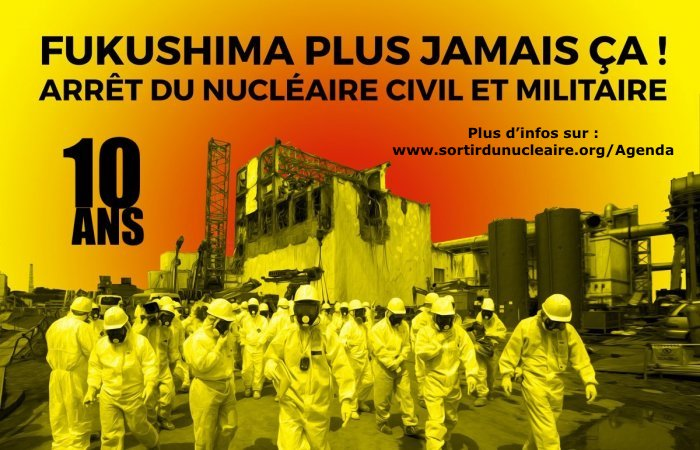 FUKUSHIMA PLUS JAMAIS ÇA !
ARRÊT DU NUCLÉAIRE CIVIL ET MILITAIRE
Plus d’infos sur :
www.sortirdunucleaire.org/Agenda
10
ANS